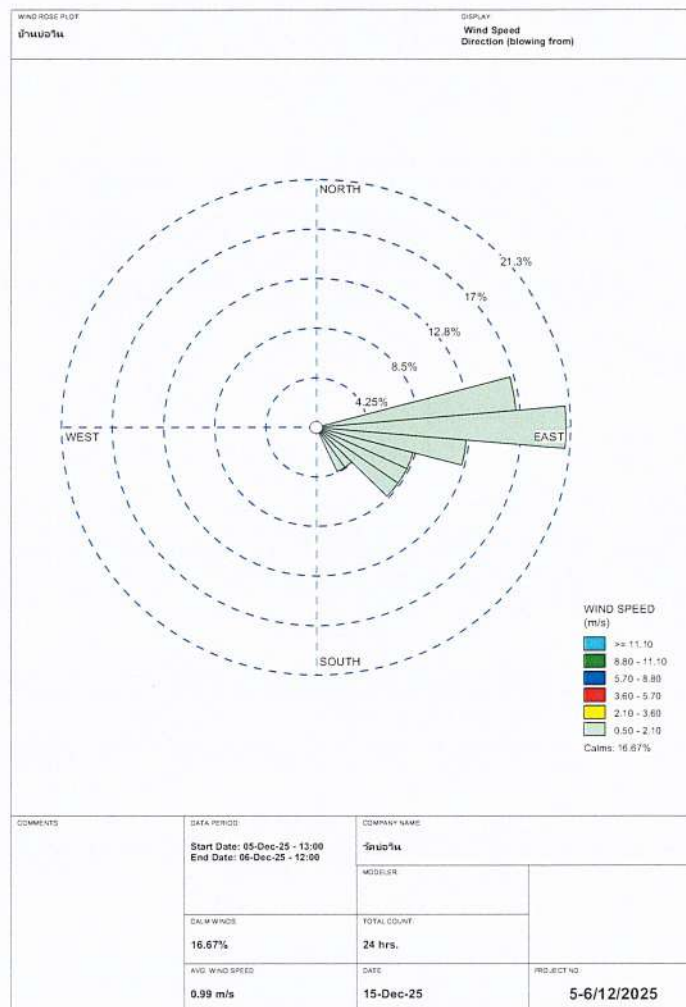 WIND ROSE PLOT:
บ้านบ่อวิน
DISPLAY:
Wind Speed
Direction (blowing from)
NORTH
21.3%
17%
12.8%
8.5%
4.25%
WEST
EAST
SOUTH
WIND SPEED
(m/s)
>= 11.10
8.80 - 11.10
5.70 - 8.80
3.60 - 5.70
2.10 - 3.60
0.50 - 2.10
Calms: 16.67%
COMMENTS:
DATA PERIOD:
Start Date: 05-Dec-25 - 13:00
End Date: 06-Dec-25 - 12:00
COMPANY NAME:
วัดบ่อวิน
MODELER:
CALM WINDS:
16.67%
TOTAL COUNT:
24 hrs.
AVG. WIND SPEED:
0.99 m/s
DATE:
15-Dec-25
PROJECT NO.:
5-6/12/2025